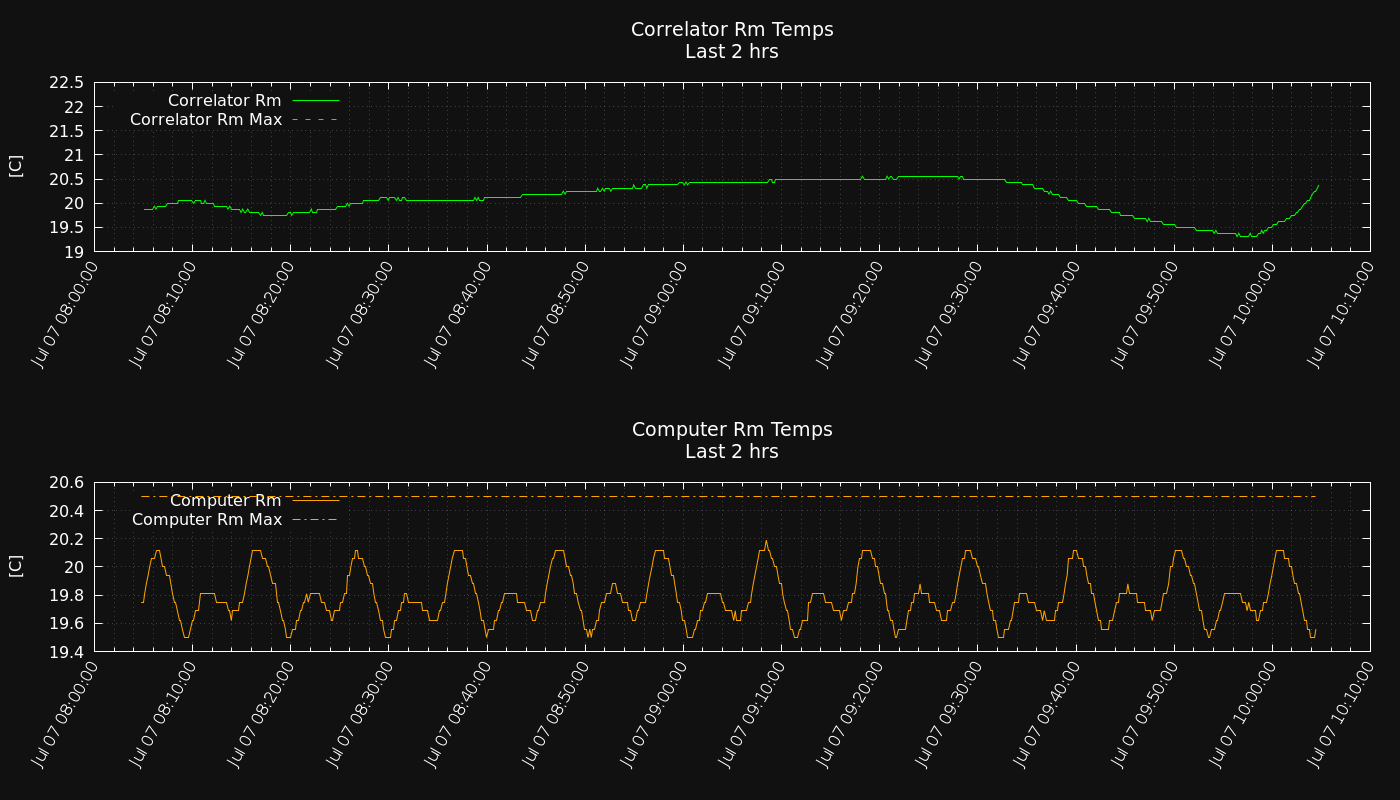 Correlator Rm Temps
Last 2 hrs
22.5
22
21.5
21
20.5
20
19.5
19
[C]
Correlator Rm
Correlator Rm Max
Jul 07 08:00:00
Jul 07 08:10:00
Jul 07 08:20:00
Jul 07 08:30:00
Jul 07 08:40:00
Jul 07 08:50:00
Jul 07 09:00:00
Jul 07 09:10:00
Jul 07 09:20:00
Jul 07 09:30:00
Jul 07 09:40:00
Jul 07 09:50:00
Jul 07 10:00:00
Jul 07 10:10:00
Computer Rm Temps
Last 2 hrs
20.6
20.4
20.2
20
19.8
19.6
19.4
[C]
Computer Rm
Computer Rm Max
Jul 07 08:00:00
Jul 07 08:10:00
Jul 07 08:20:00
Jul 07 08:30:00
Jul 07 08:40:00
Jul 07 08:50:00
Jul 07 09:00:00
Jul 07 09:10:00
Jul 07 09:20:00
Jul 07 09:30:00
Jul 07 09:40:00
Jul 07 09:50:00
Jul 07 10:00:00
Jul 07 10:10:00